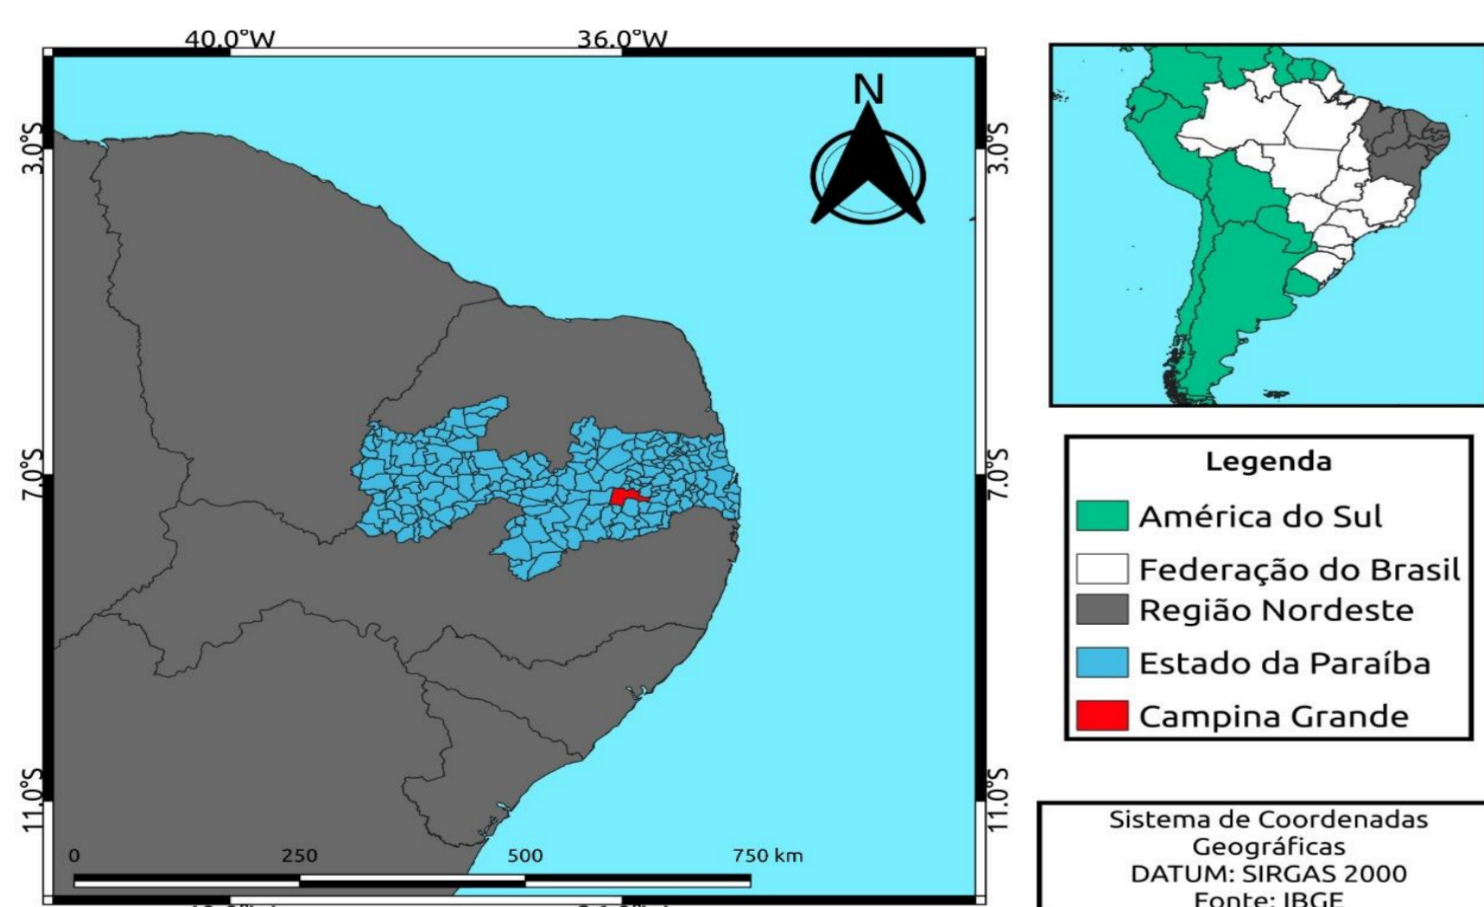 40.0°W 36.0°W
N
3.0°S 3.0°S
7.0°S 7.0°S
11.0°S 11.0°S
0 250 500 750 km
Legenda
América do Sul
Federação do Brasil
Região Nordeste
Estado da Paraíba
Campina Grande
Sistema de Coordenadas
Geográficas
DATUM: SIRGAS 2000
Fonte: IBGE